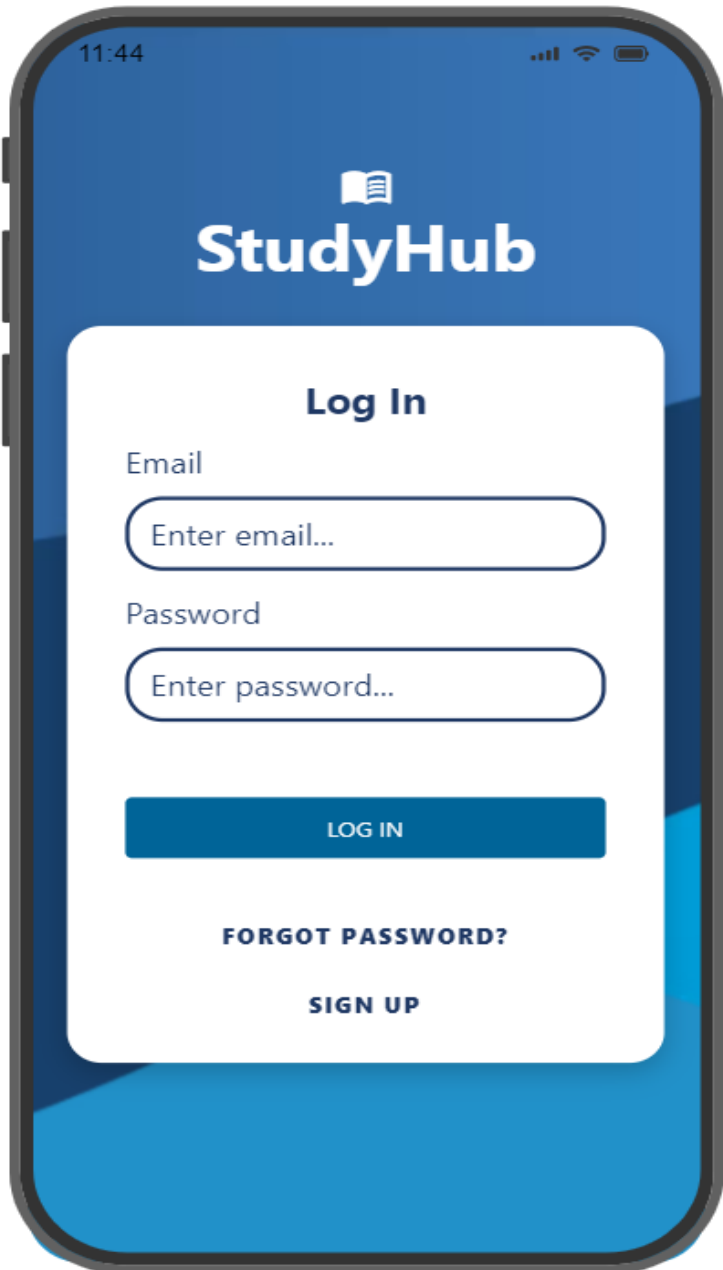 11:44
StudyHub
Log In
Email
Enter email...
Password
Enter password...
LOG IN
FORGOT PASSWORD?
SIGN UP